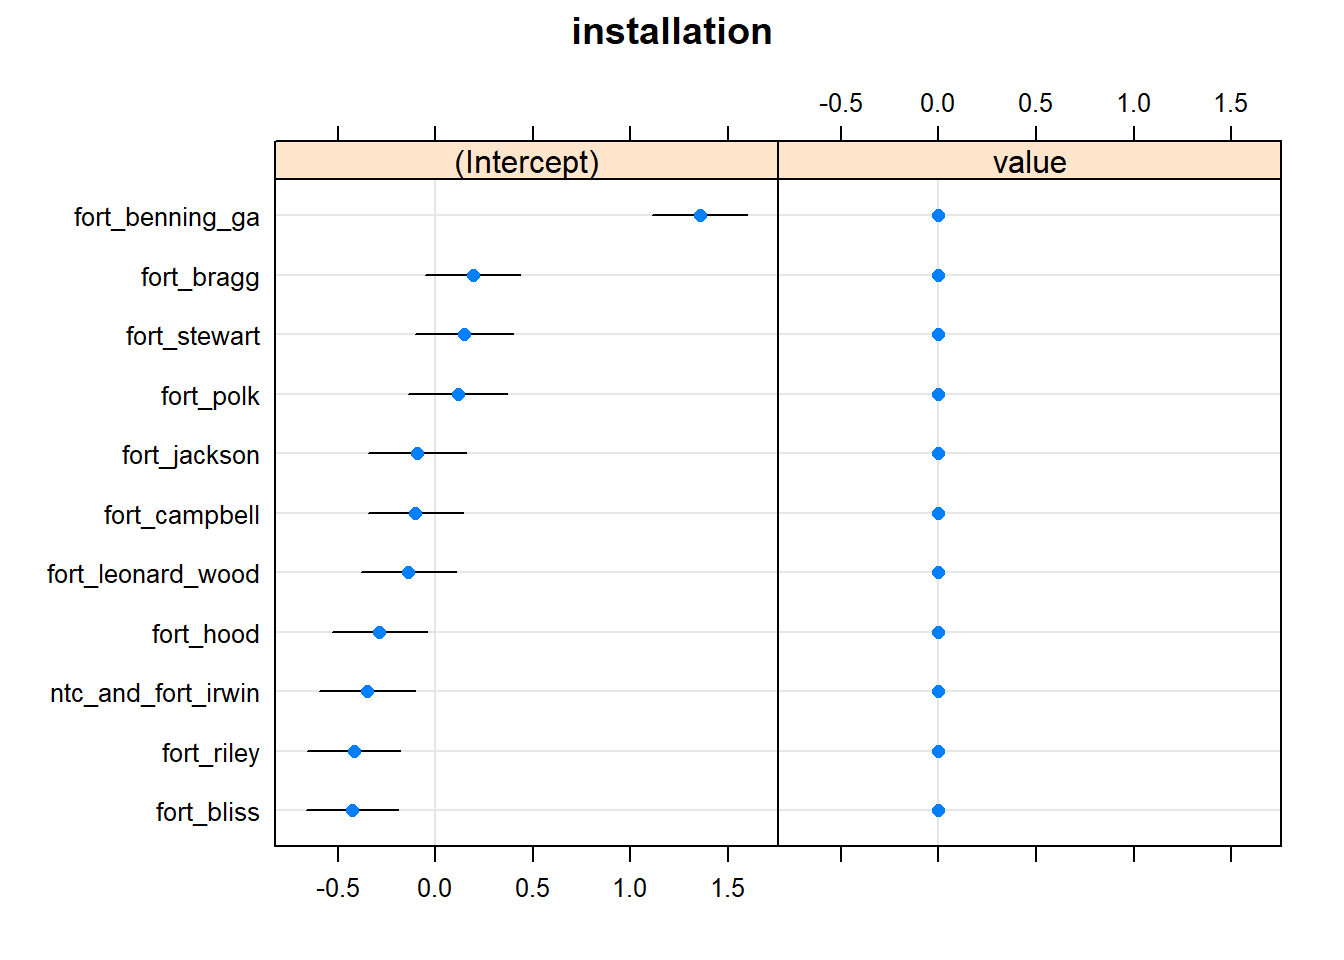 installation
-0.5 0.0 0.5 1.0 1.5
(Intercept) value
fort_benning_ga
fort_bragg
fort_stewart
fort_polk
fort_jackson
fort_campbell
fort_leonard_wood
fort_hood
ntc_and_fort_irwin
fort_riley
fort_bliss
-0.5 0.0 0.5 1.0 1.5